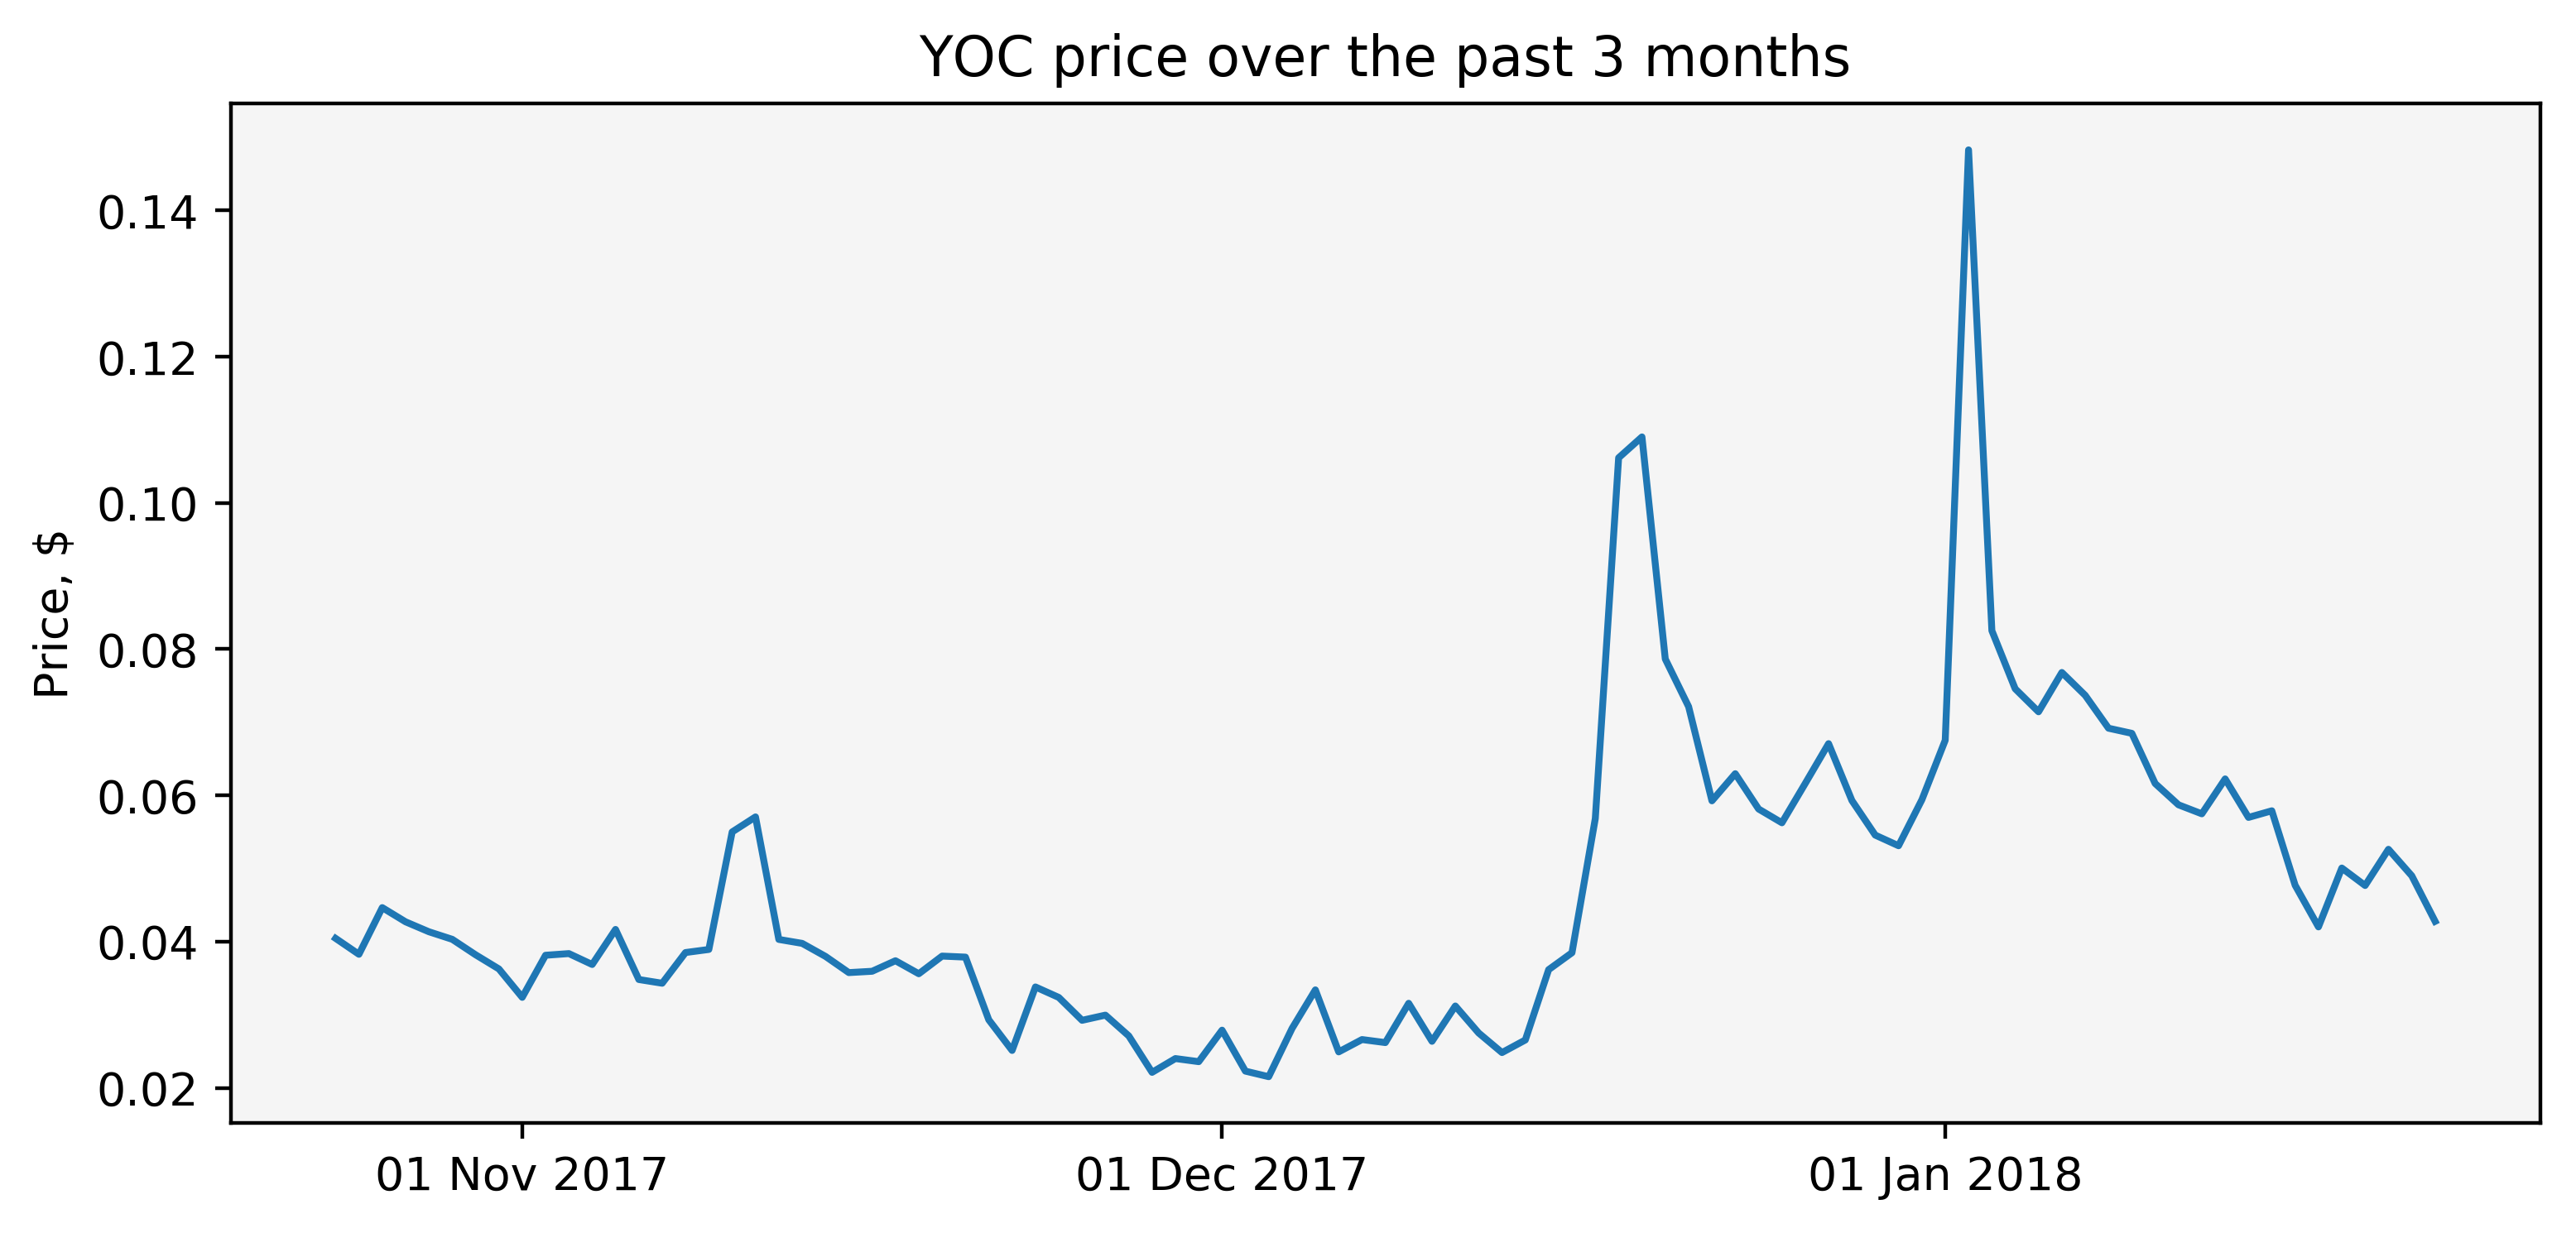 YOC price over the past 3 months
Price, $
0.14
0.12
0.10
0.08
0.06
0.04
0.02
01 Nov 2017
01 Dec 2017
01 Jan 2018